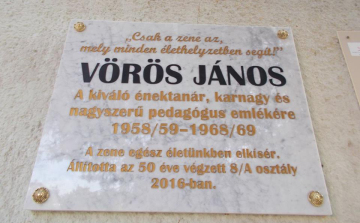 „Csak a zene az,
mely minden élethelyzetben segít!”
VÖRÖS JÁNOS
A kiváló énektanár, karnagy és
nagyszerű pedagógus emlékére
1958/59-1968/69
A zene egész életünkben elkísér.
Állította az 50 éve végzett 8/A osztály
2016-ban.